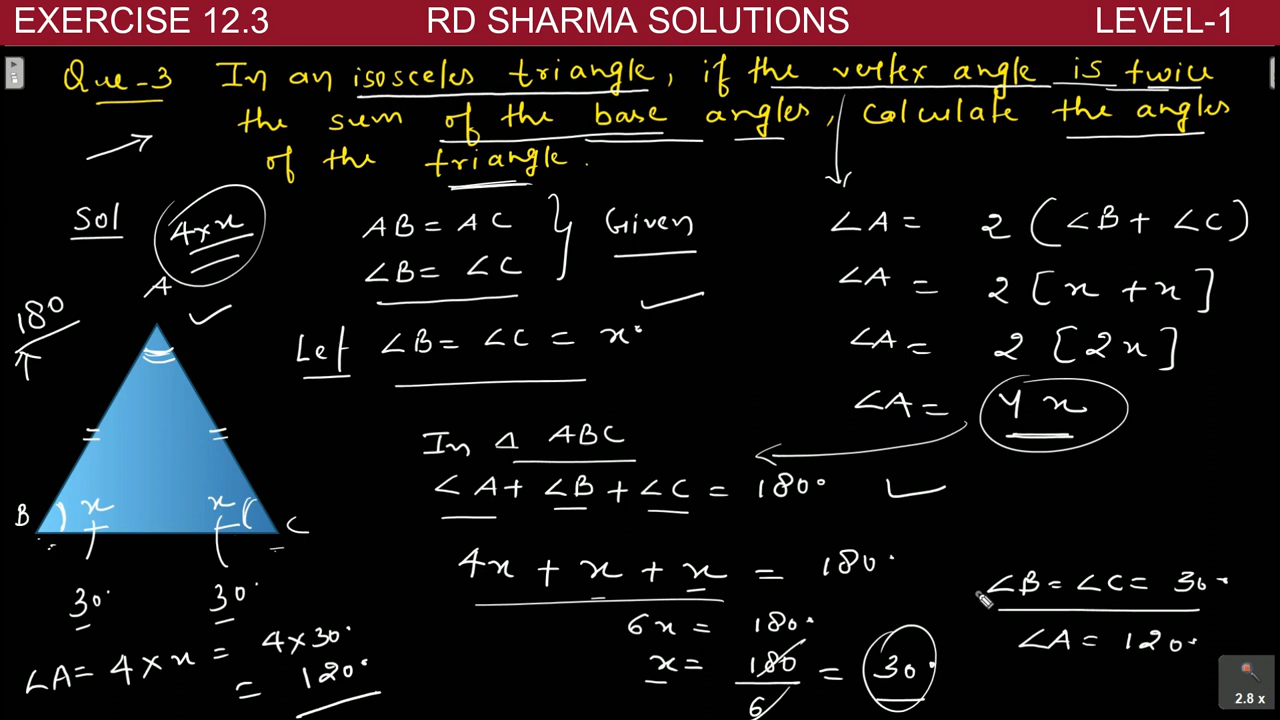 EXERCISE 12.3 RD SHARMA SOLUTIONS LEVEL-1
Que-3 In an isosceles triangle, if the vertex angle is twice
the sum of the base angles, calculate the angles
of the triangle.
Sol
4×x
AB = AC
∠B = ∠C
Given
Let ∠B = ∠C = x°
∠A = 2 (∠B + ∠C)
∠A = 2 [x + x]
∠A = 2 [2x]
∠A = 4x
180
A
B
C
x
x
30°
30°
∠A = 4 × x = 4 × 30°
= 120°
In Δ ABC
∠A + ∠B + ∠C = 180°
4x + x + x = 180°
6x = 180°
x = 180/6 = 30°
∠B = ∠C = 30°
∠A = 120°
2.8 x